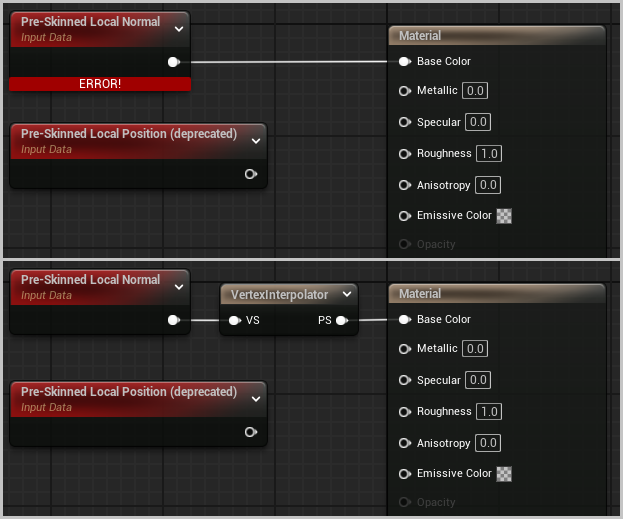 Pre-Skinned Local Normal
Input Data
ERROR!
Pre-Skinned Local Position (deprecated)
Input Data
Material
Base Color
Metallic 0.0
Specular 0.0
Roughness 1.0
Anisotropy 0.0
Emissive Color
Opacity
Pre-Skinned Local Normal
Input Data
VertexInterpolator
VS PS
Pre-Skinned Local Position (deprecated)
Input Data
Material
Base Color
Metallic 0.0
Specular 0.0
Roughness 1.0
Anisotropy 0.0
Emissive Color
Opacity